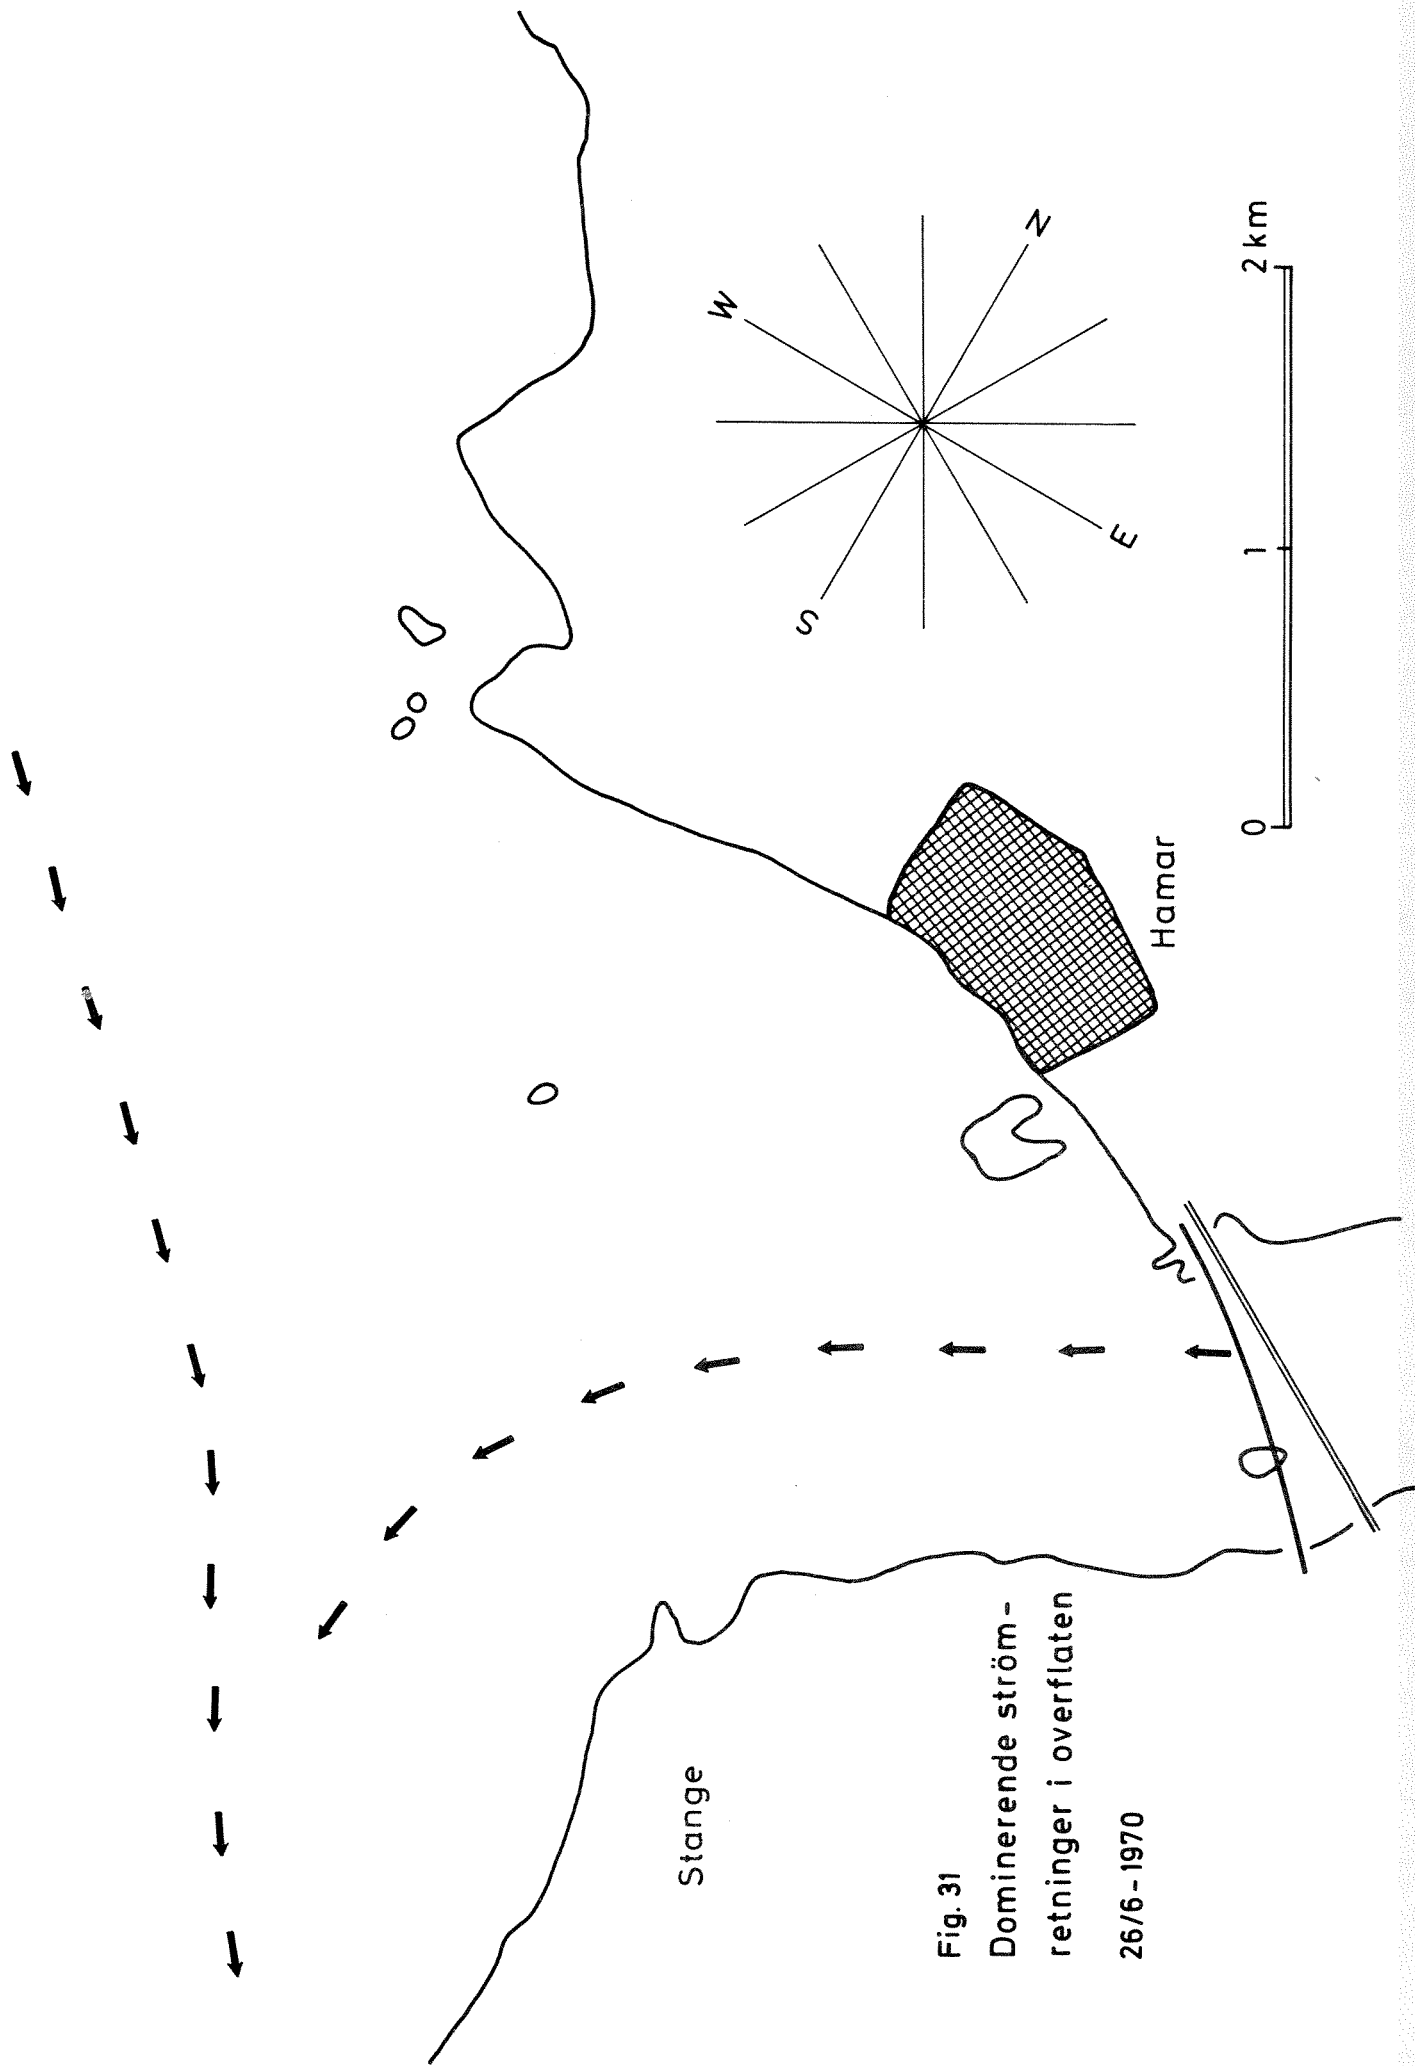 W
N
S
E
2 km
1
0
Hamar
Stange
Fig. 31
Dominerende ström-
retninger i overflaten
26/6 - 1970